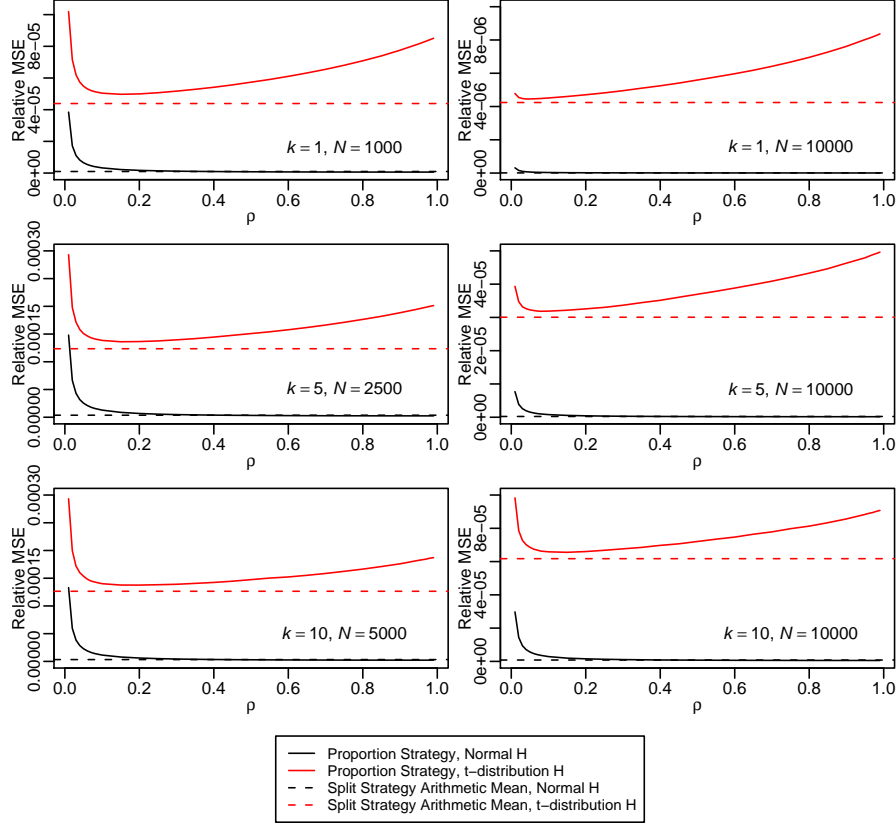 Relative MSE
0e+00 4e-05 8e-05
k = 1, N = 1000
0.0 0.2 0.4 0.6 0.8 1.0
ρ
Relative MSE
0e+00 4e-06 8e-06
k = 1, N = 10000
0.0 0.2 0.4 0.6 0.8 1.0
ρ
Relative MSE
0.00000 0.00015 0.00030
k = 5, N = 2500
0.0 0.2 0.4 0.6 0.8 1.0
ρ
Relative MSE
0e+00 2e-05 4e-05
k = 5, N = 10000
0.0 0.2 0.4 0.6 0.8 1.0
ρ
Relative MSE
0.00000 0.00015 0.00030
k = 10, N = 5000
0.0 0.2 0.4 0.6 0.8 1.0
ρ
Relative MSE
0e+00 4e-05 8e-05
k = 10, N = 10000
0.0 0.2 0.4 0.6 0.8 1.0
ρ
Proportion Strategy, Normal H
Proportion Strategy, t-distribution H
Split Strategy Arithmetic Mean, Normal H
Split Strategy Arithmetic Mean, t-distribution H